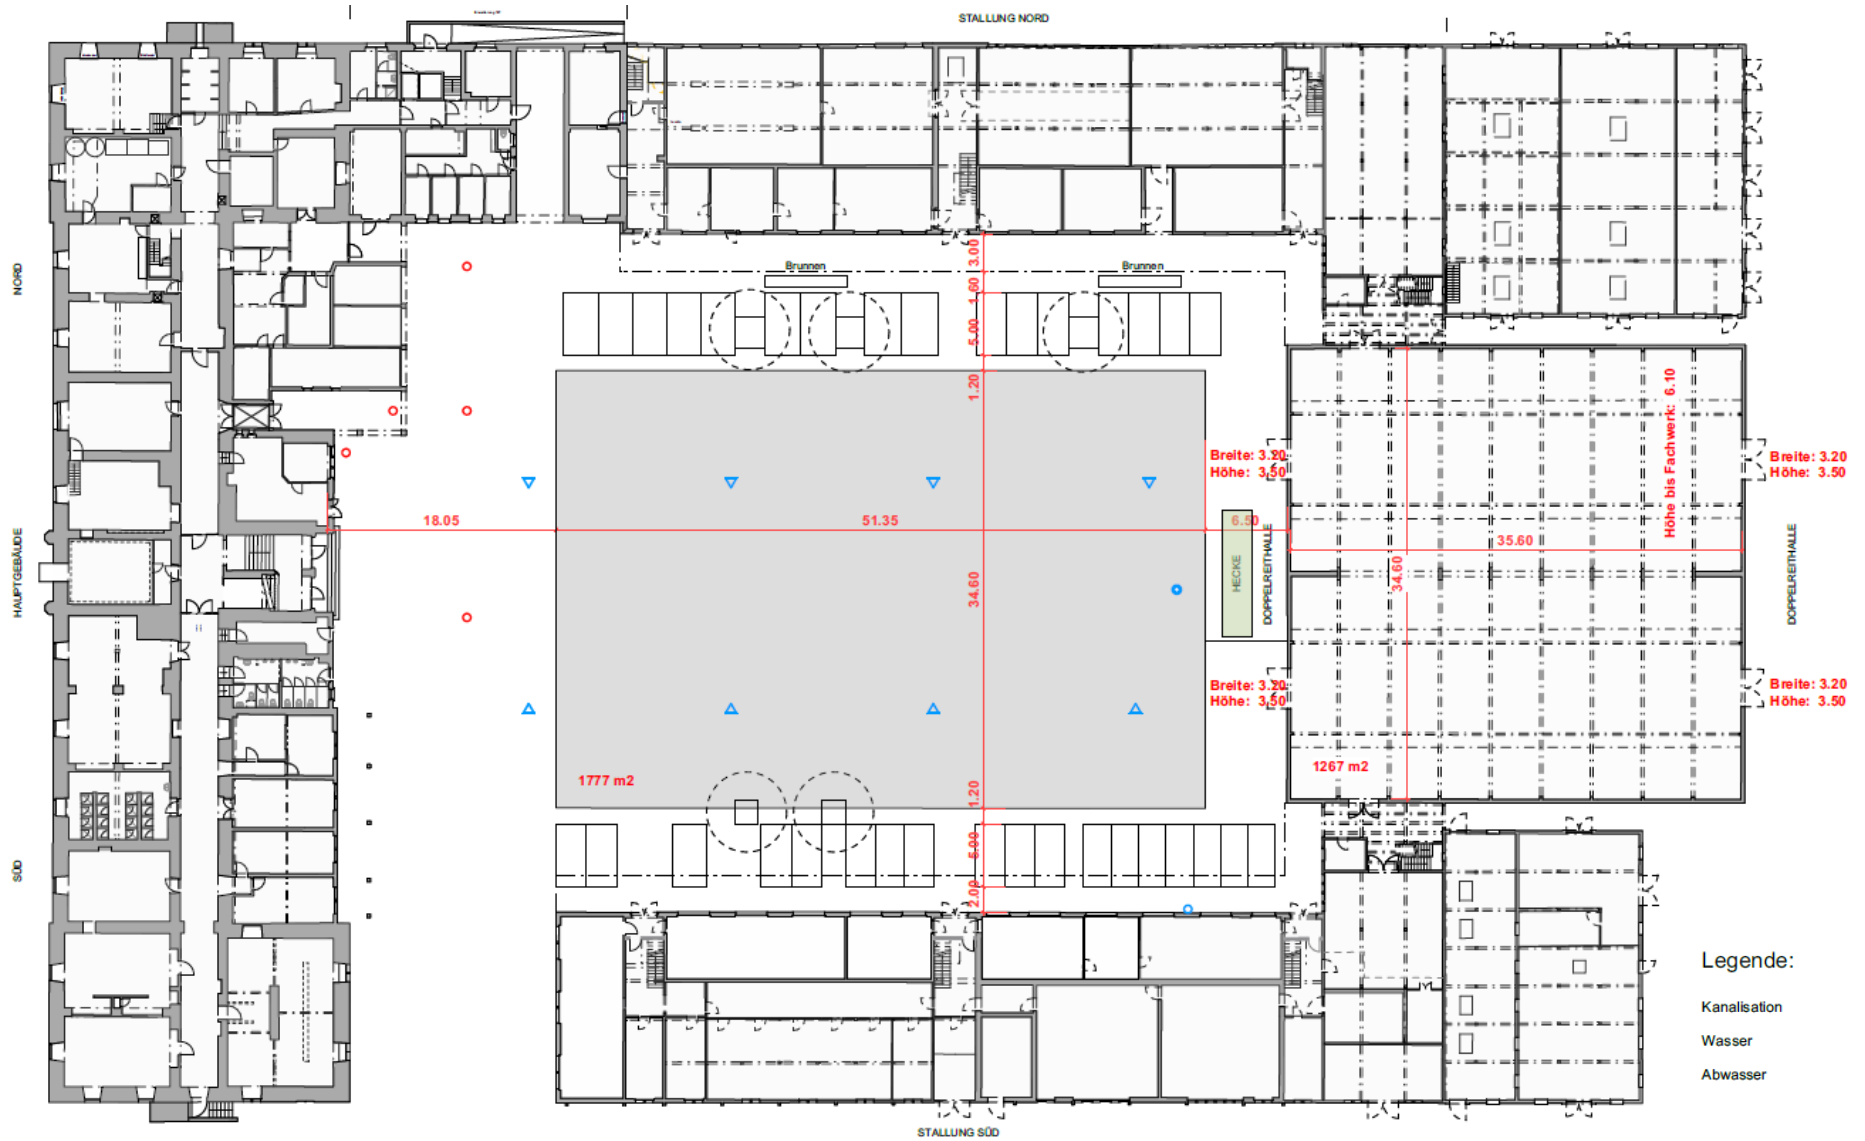 STALLUNG NORD
NORD
HAUPTGEBÄUDE
SÜD
Brunnen
Brunnen
3.00
1.60
5.00
1.20
18.05
51.35
6.50
34.60
1.20
5.00
2.00
1777 m2
Breite: 3.20
Höhe: 3.50
Breite: 3.20
Höhe: 3.50
HECKE
DOPPELREITHALLE
Höhe bis Fachwerk: 6.10
35.60
34.60
1267 m2
Breite: 3.20
Höhe: 3.50
Breite: 3.20
Höhe: 3.50
DOPPELREITHALLE
Legende:
Kanalisation
Wasser
Abwasser
STALLUNG SÜD